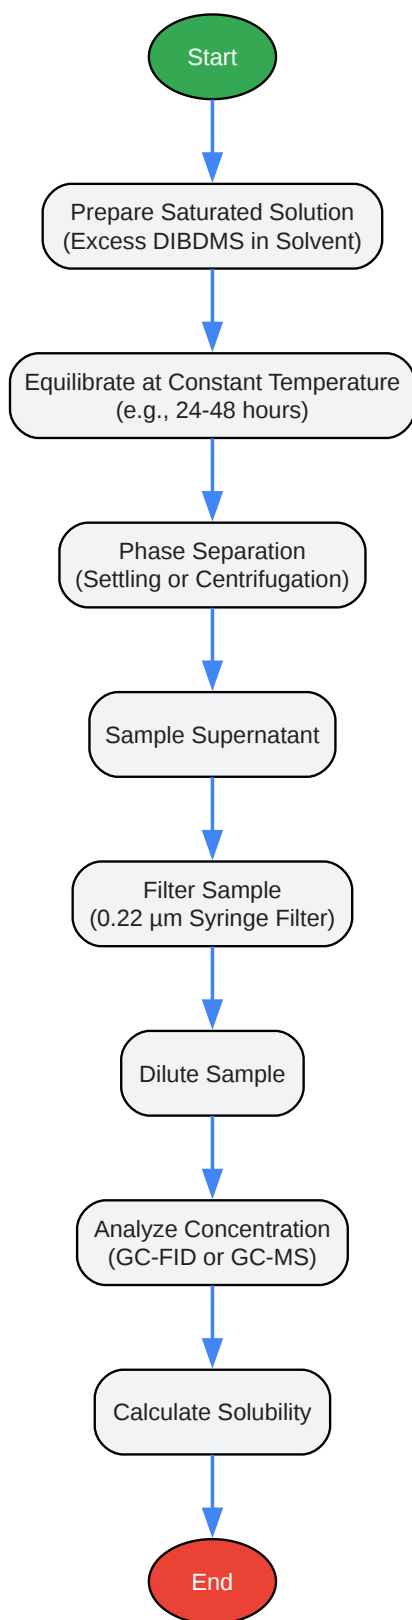 Start
Prepare Saturated Solution
(Excess DIBDMS in Solvent)
Equilibrate at Constant Temperature
(e.g., 24-48 hours)
Phase Separation
(Settling or Centrifugation)
Sample Supernatant
Filter Sample
(0.22 µm Syringe Filter)
Dilute Sample
Analyze Concentration
(GC-FID or GC-MS)
Calculate Solubility
End